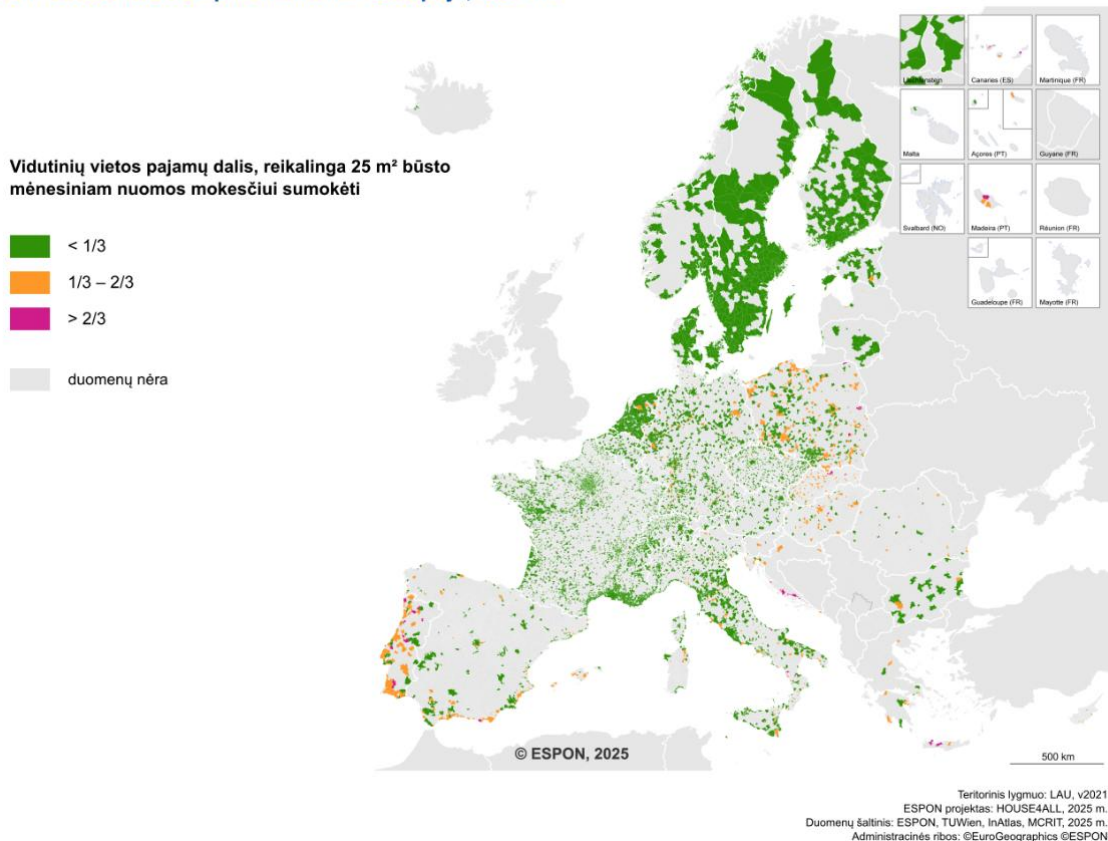 Vidutinių vietos pajamų dalis, reikalinga 25 m² būsto
mėnesiniam nuomos mokesčiui sumokėti
< 1/3
1/3 – 2/3
> 2/3
duomenų nėra
Liechtenstein
Canarias (ES)
Martinique (FR)
Malta
Açores (PT)
Guyane (FR)
Svalbard (NO)
Madeira (PT)
Réunion (FR)
Guadeloupe (FR)
Mayotte (FR)
© ESPON, 2025
500 km
Teritorinis lygmuo: LAU, v2021
ESPON projektas: HOUSE4ALL, 2025 m.
Duomenų šaltinis: ESPON, TUWien, InAtlas, MCRIT, 2025 m.
Administracinės ribos: ©EuroGeographics ©ESPON